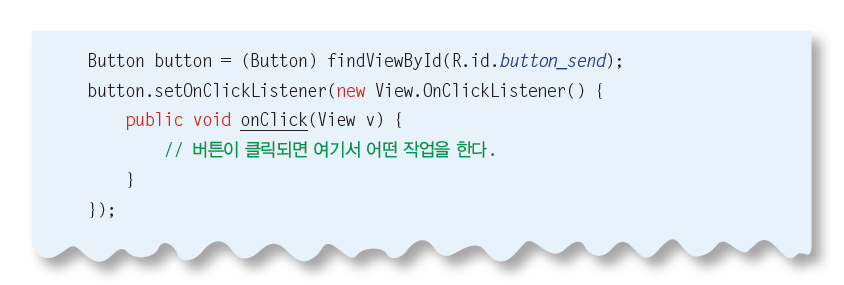 Button button = (Button) findViewById(R.id.button_send);
button.setOnClickListener(new View.OnClickListener() {
public void onClick(View v) {
// 버튼이 클릭되면 여기서 어떤 작업을 한다.
}
});